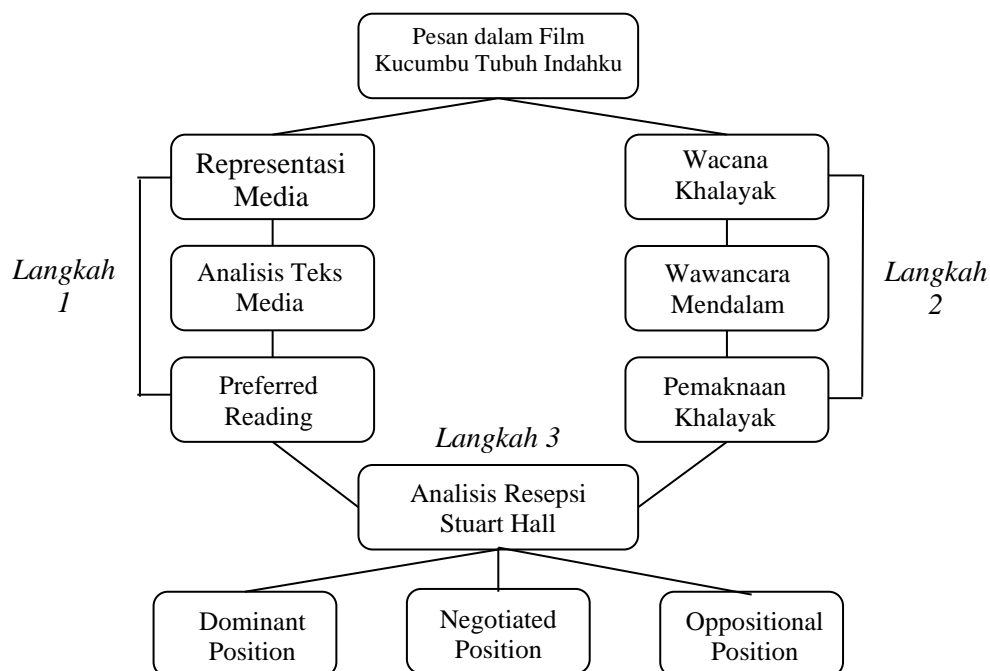 Pesan dalam Film
Kucumbu Tubuh Indahku
Representasi
Media
Wacana
Khalayak
Langkah
1
Analisis Teks
Media
Wawancara
Mendalam
Langkah
2
Preferred
Reading
Pemaknaan
Khalayak
Langkah 3
Analisis Resepsi
Stuart Hall
Dominant
Position
Negotiated
Position
Oppositional
Position